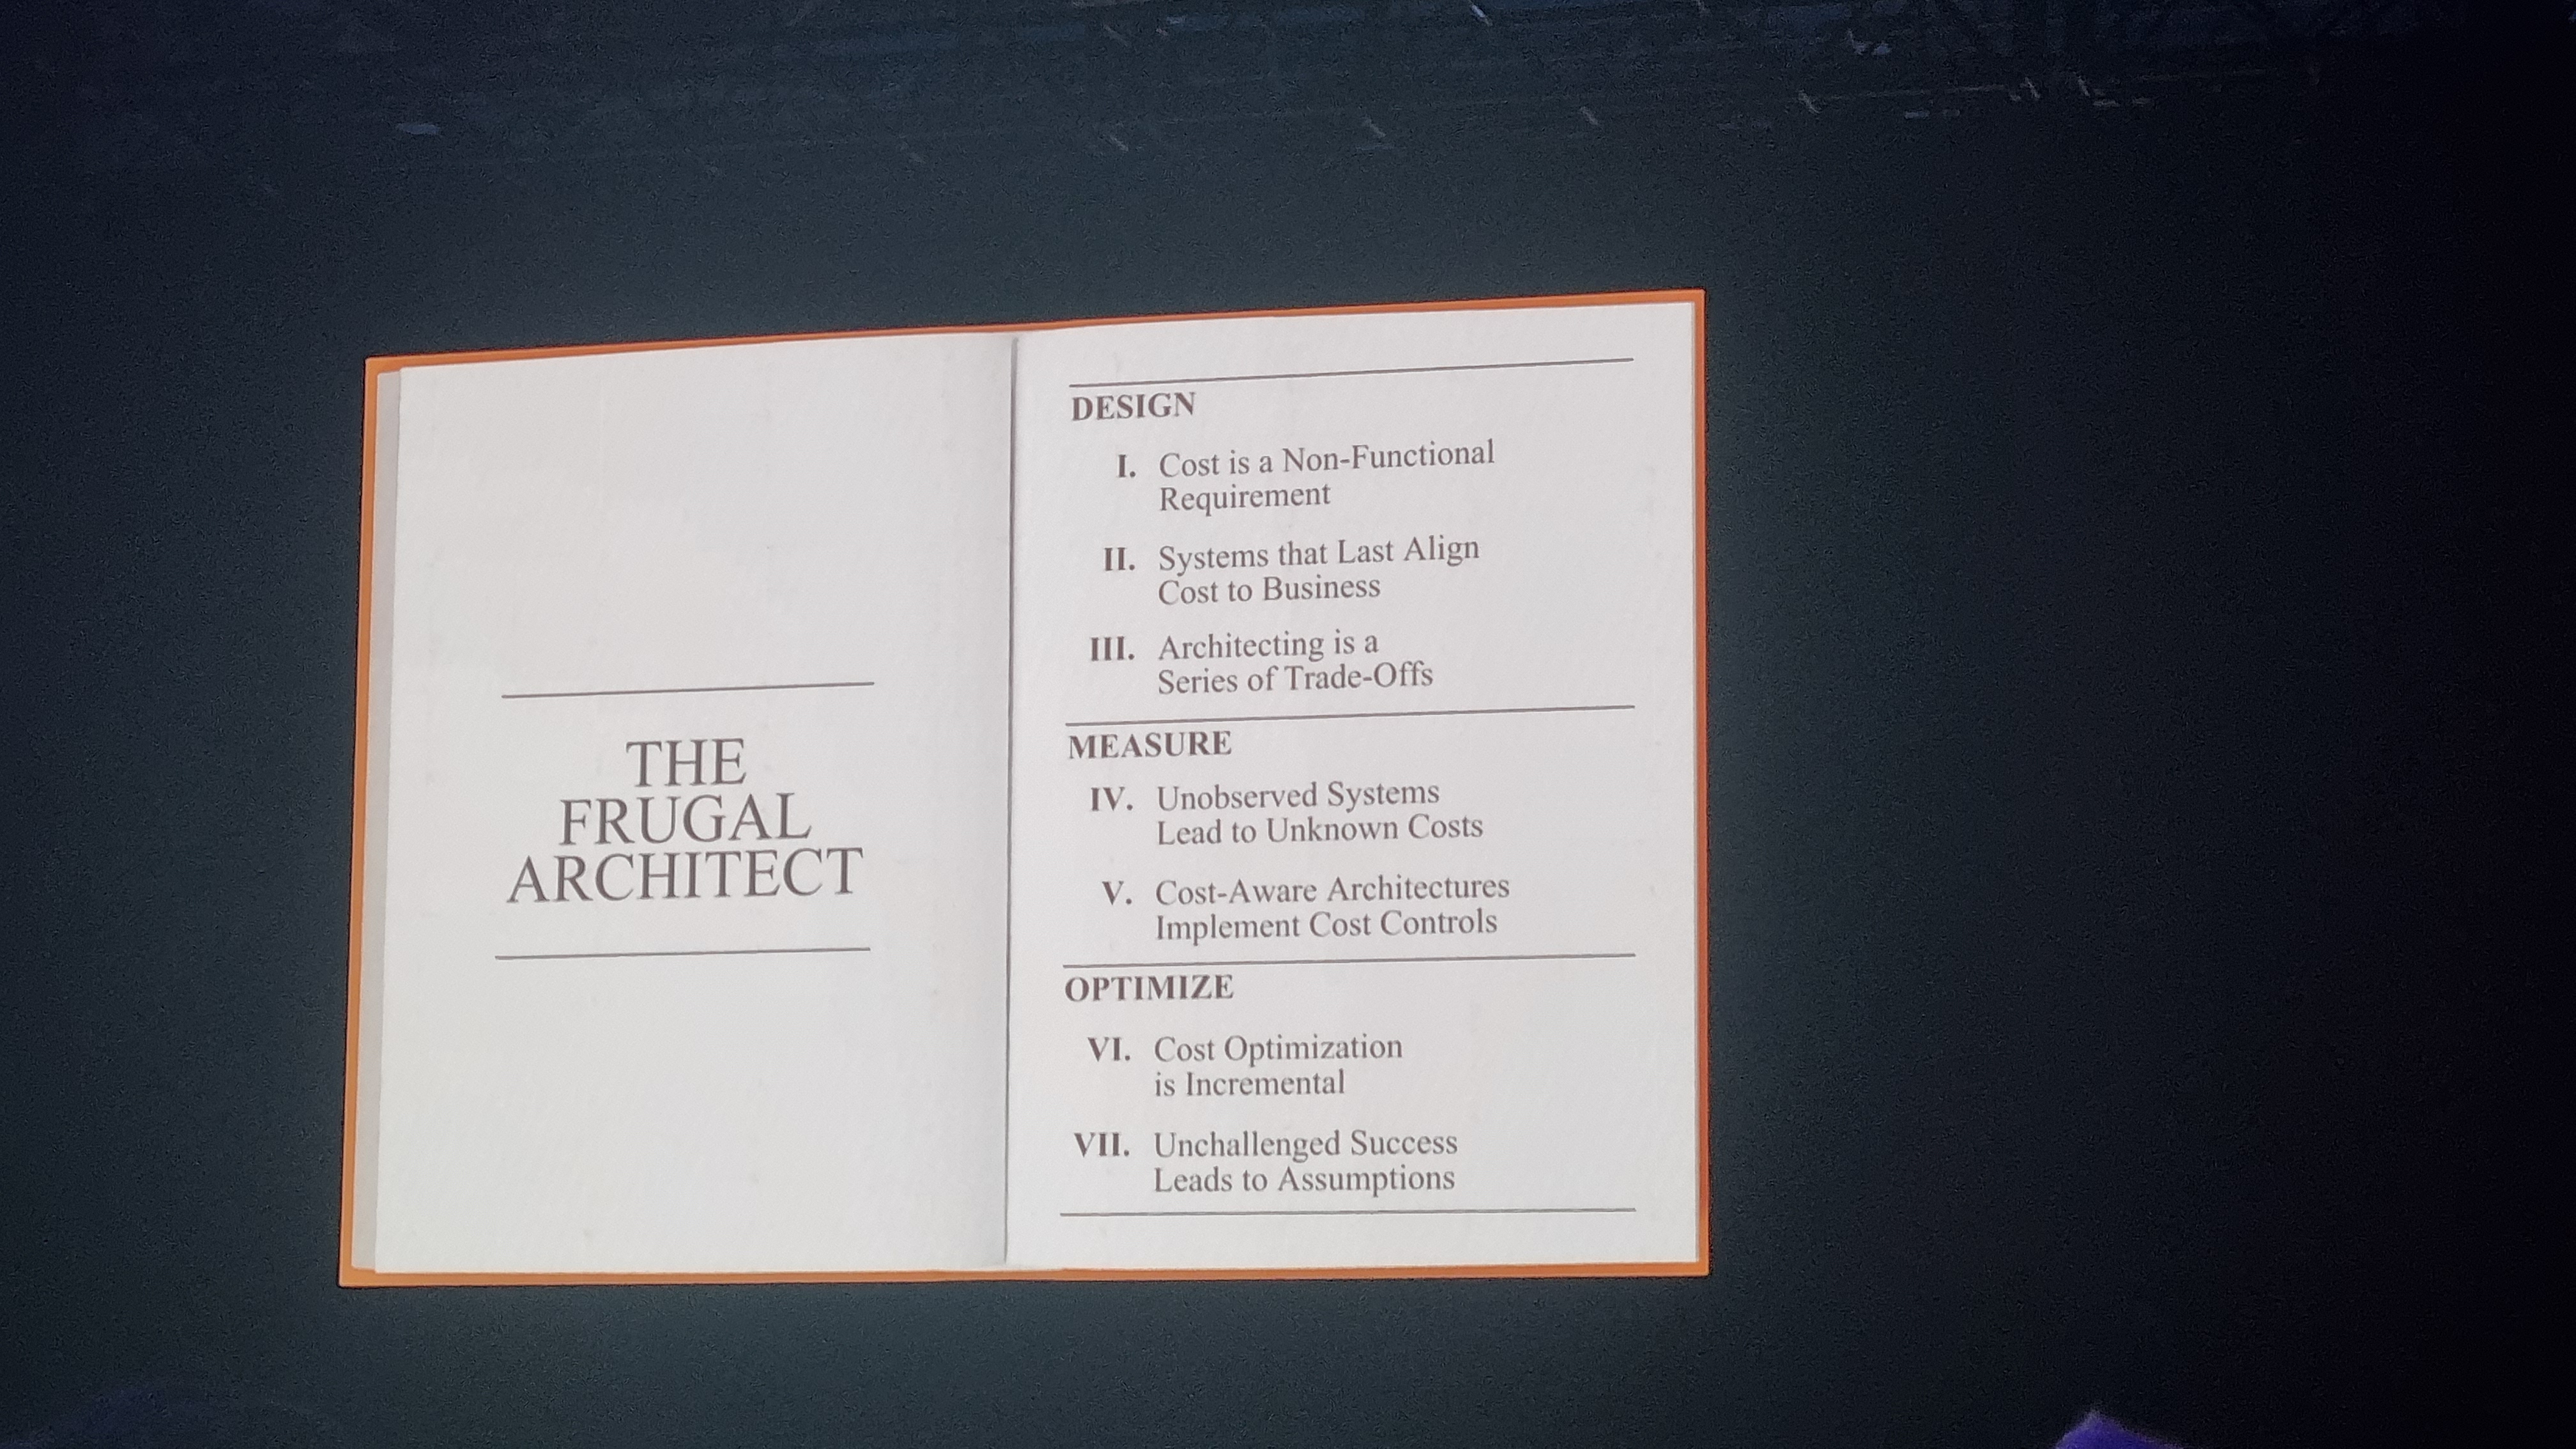 THE
FRUGAL
ARCHITECT
DESIGN
I. Cost is a Non-Functional
Requirement
II. Systems that Last Align
Cost to Business
III. Architecting is a
Series of Trade-Offs
MEASURE
IV. Unobserved Systems
Lead to Unknown Costs
V. Cost-Aware Architectures
Implement Cost Controls
OPTIMIZE
VI. Cost Optimization
is Incremental
VII. Unchallenged Success
Leads to Assumptions